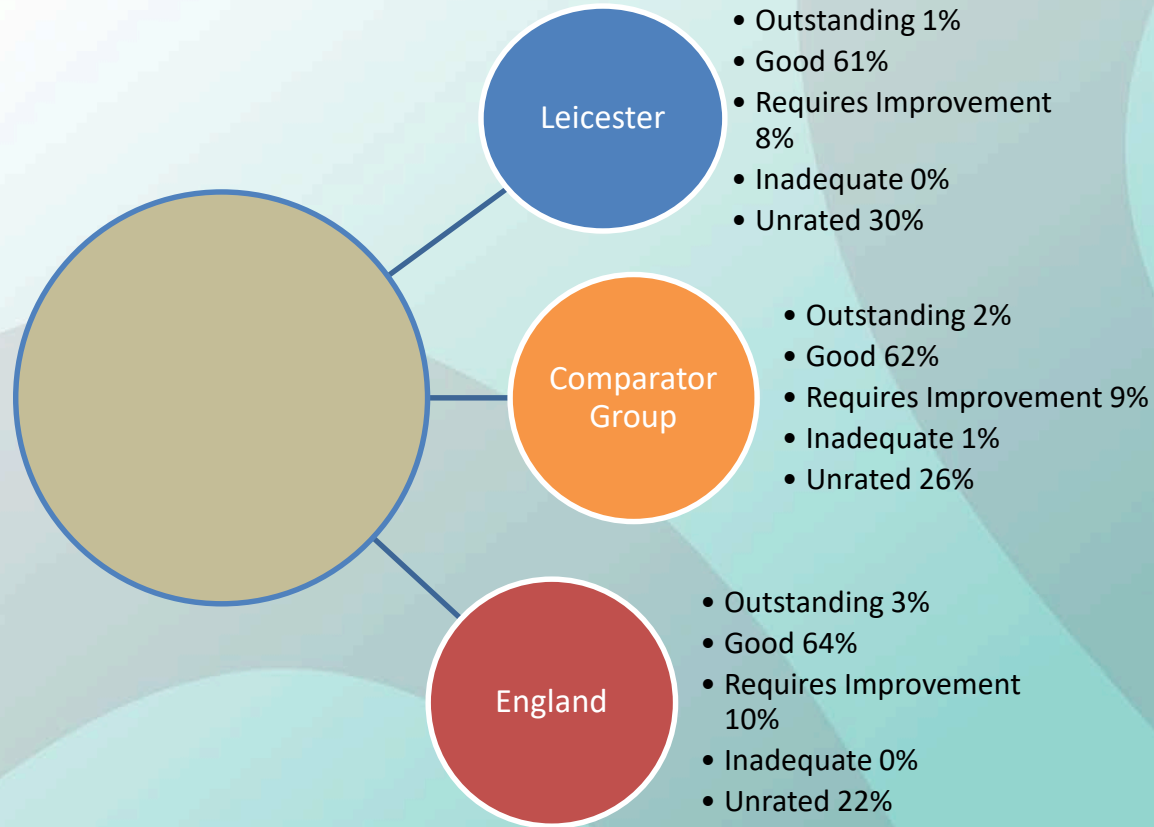 Leicester
• Outstanding 1%
• Good 61%
• Requires Improvement
8%
• Inadequate 0%
• Unrated 30%
Comparator
Group
• Outstanding 2%
• Good 62%
• Requires Improvement 9%
• Inadequate 1%
• Unrated 26%
England
• Outstanding 3%
• Good 64%
• Requires Improvement
10%
• Inadequate 0%
• Unrated 22%